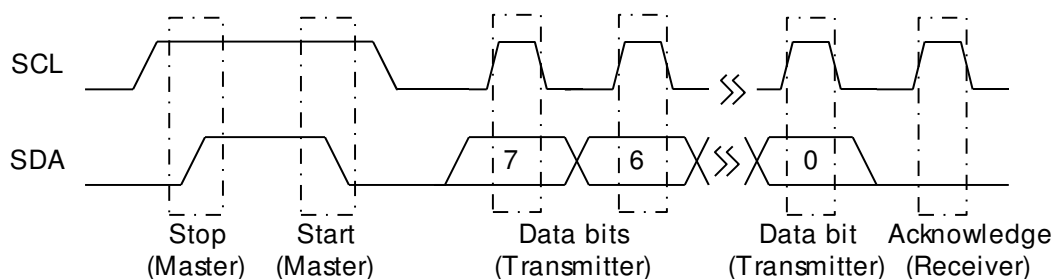 SCL
SDA
7 6 0
Stop Start Data bits Data bit Acknowledge
(Master) (Master) (Transmitter) (Transmitter) (Receiver)